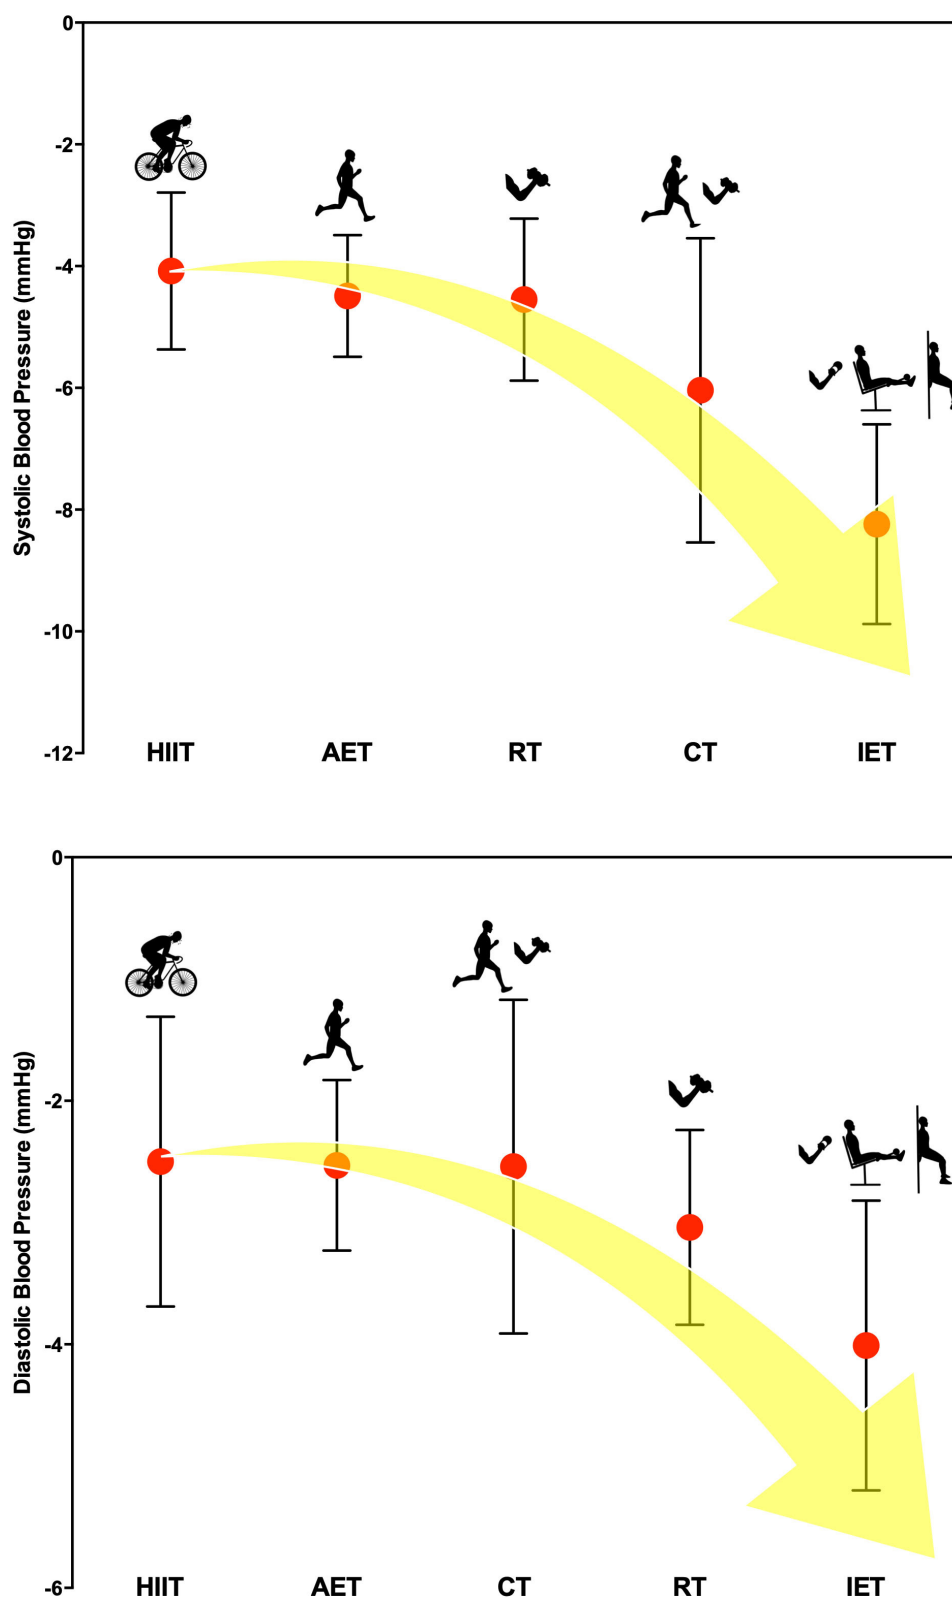 0
-2
-4
-6
-8
-10
-12
Systolic Blood Pressure (mmHg)
HIIT AET RT CT IET
0
-2
-4
-6
Diastolic Blood Pressure (mmHg)
HIIT AET CT RT IET